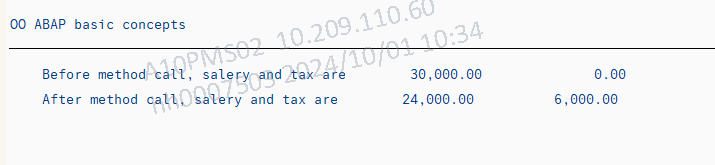 OO ABAP basic concepts
A10PMS02 10.209.110.60
nh0007303 2024/10/01 10:34
Before method call, salery and tax are 30,000.00 0.00
After method call, salery and tax are 24,000.00 6,000.00